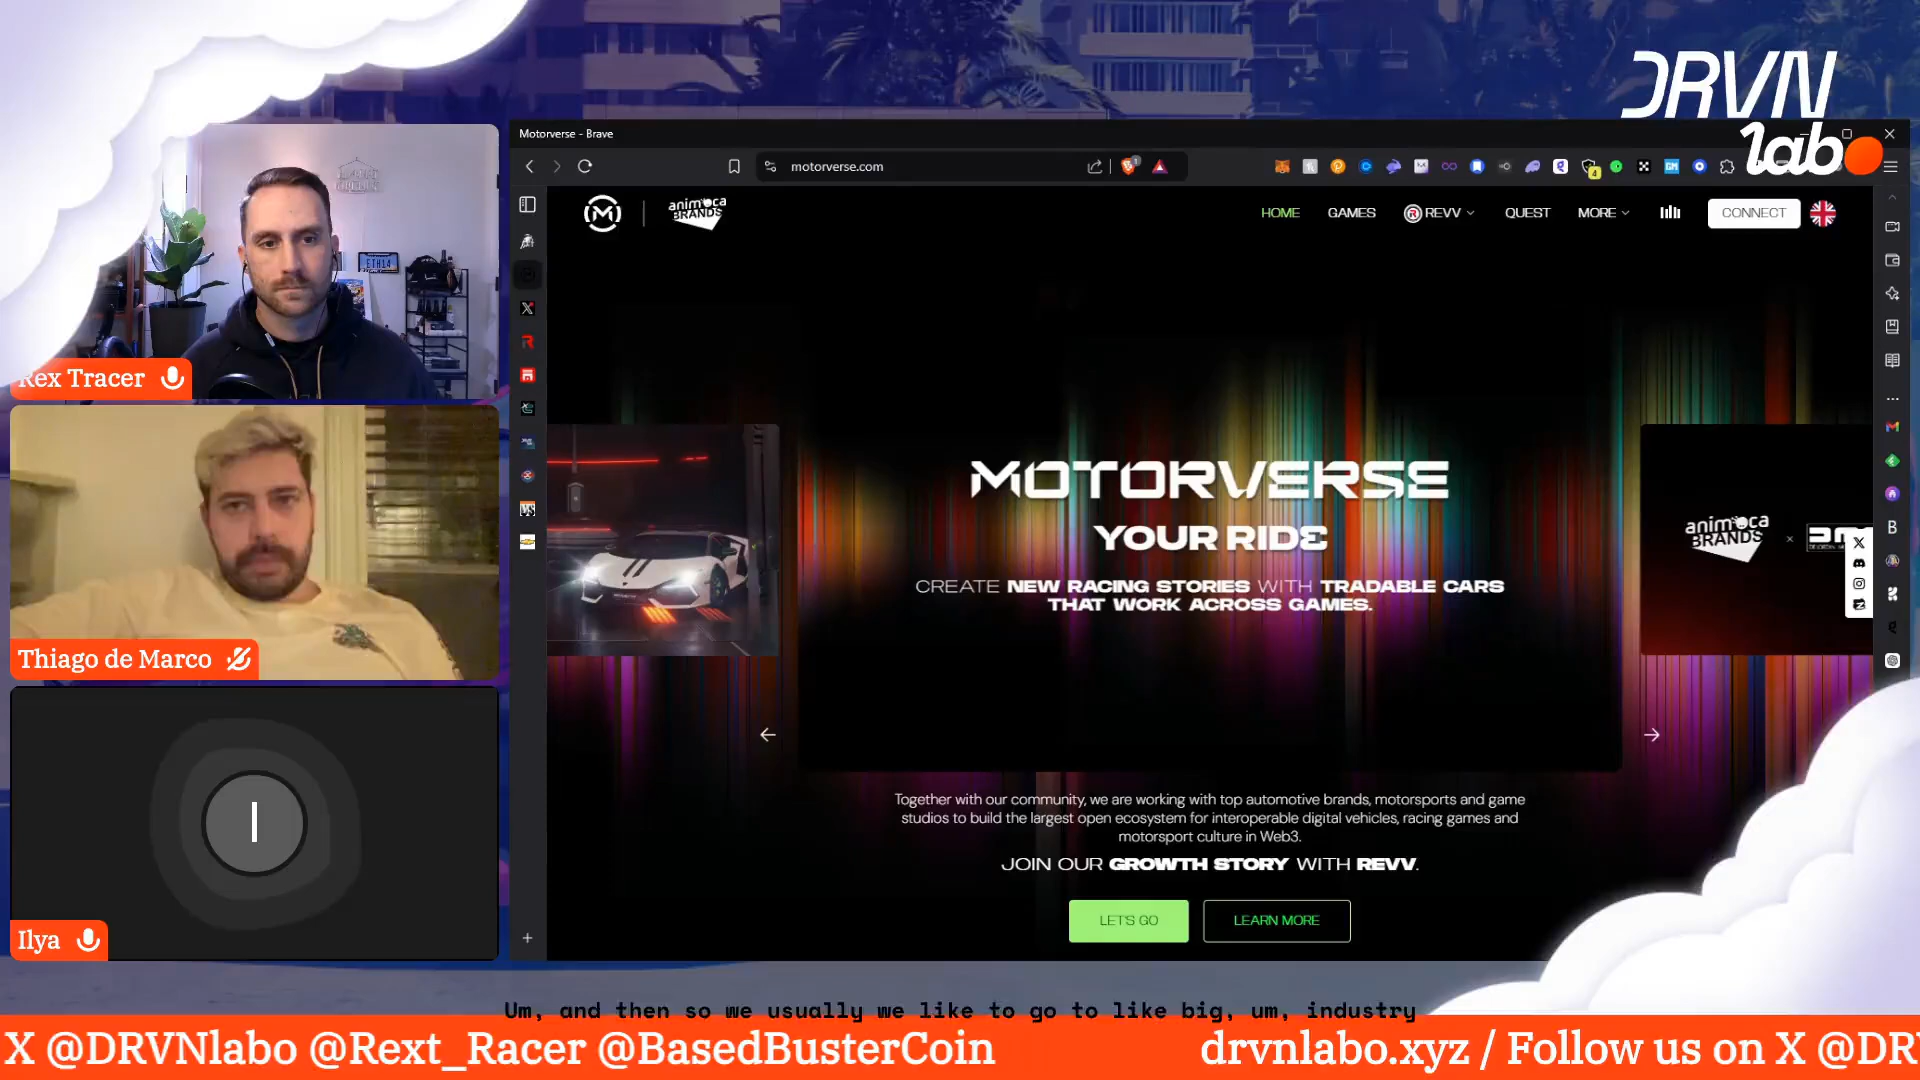 DRVN
labo
Motorverse - Brave
motorverse.com
animoca
BRANDS
HOME
GAMES
REVV
QUEST
MORE
CONNECT
ETH14
Rex Tracer
MOTORVERSE
YOUR RIDE
CREATE NEW RACING STORIES WITH TRADABLE CARS
THAT WORK ACROSS GAMES.
animoca
BRANDS
×
Thiago de Marco
I
Together with our community, we are working with top automotive brands, motorsports and game
studios to build the largest open ecosystem for interoperable digital vehicles, racing games and
motorsport culture in Web3.
JOIN OUR GROWTH STORY WITH REVV.
LET'S GO
LEARN MORE
Ilya
Um, and then so we usually we like to go to like big, um, industry
X @DRVNlabo @Rext_Racer @BasedBusterCoin
drvnlabo.xyz / Follow us on X @DR